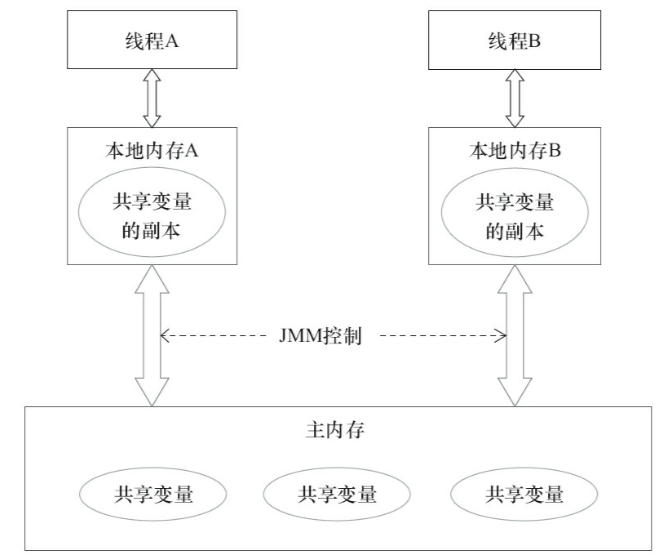 线程A
线程B
本地内存A
本地内存B
共享变量
的副本
共享变量
的副本
JMM控制
主内存
共享变量
共享变量
共享变量